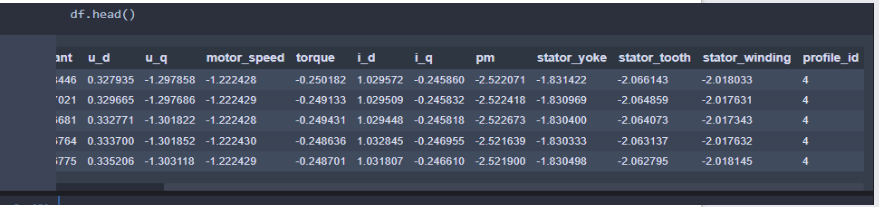 df.head()
ant u_d u_q motor_speed torque i_d i_q pm stator_yoke stator_tooth stator_winding profile_id
446 0.327935 -1.297858 -1.222428 -0.250182 1.029572 -0.245860 -2.522071 -1.831422 -2.066143 -2.018033 4
021 0.329665 -1.297686 -1.222429 -0.249133 1.029509 -0.245832 -2.522418 -1.830969 -2.064859 -2.017631 4
681 0.332771 -1.301822 -1.222428 -0.249431 1.029448 -0.245818 -2.522673 -1.830400 -2.064073 -2.017343 4
764 0.333700 -1.301852 -1.222430 -0.248636 1.032845 -0.246955 -2.521639 -1.830333 -2.063137 -2.017632 4
775 0.335206 -1.303118 -1.222429 -0.248701 1.031807 -0.246610 -2.521900 -1.830498 -2.062795 -2.018145 4